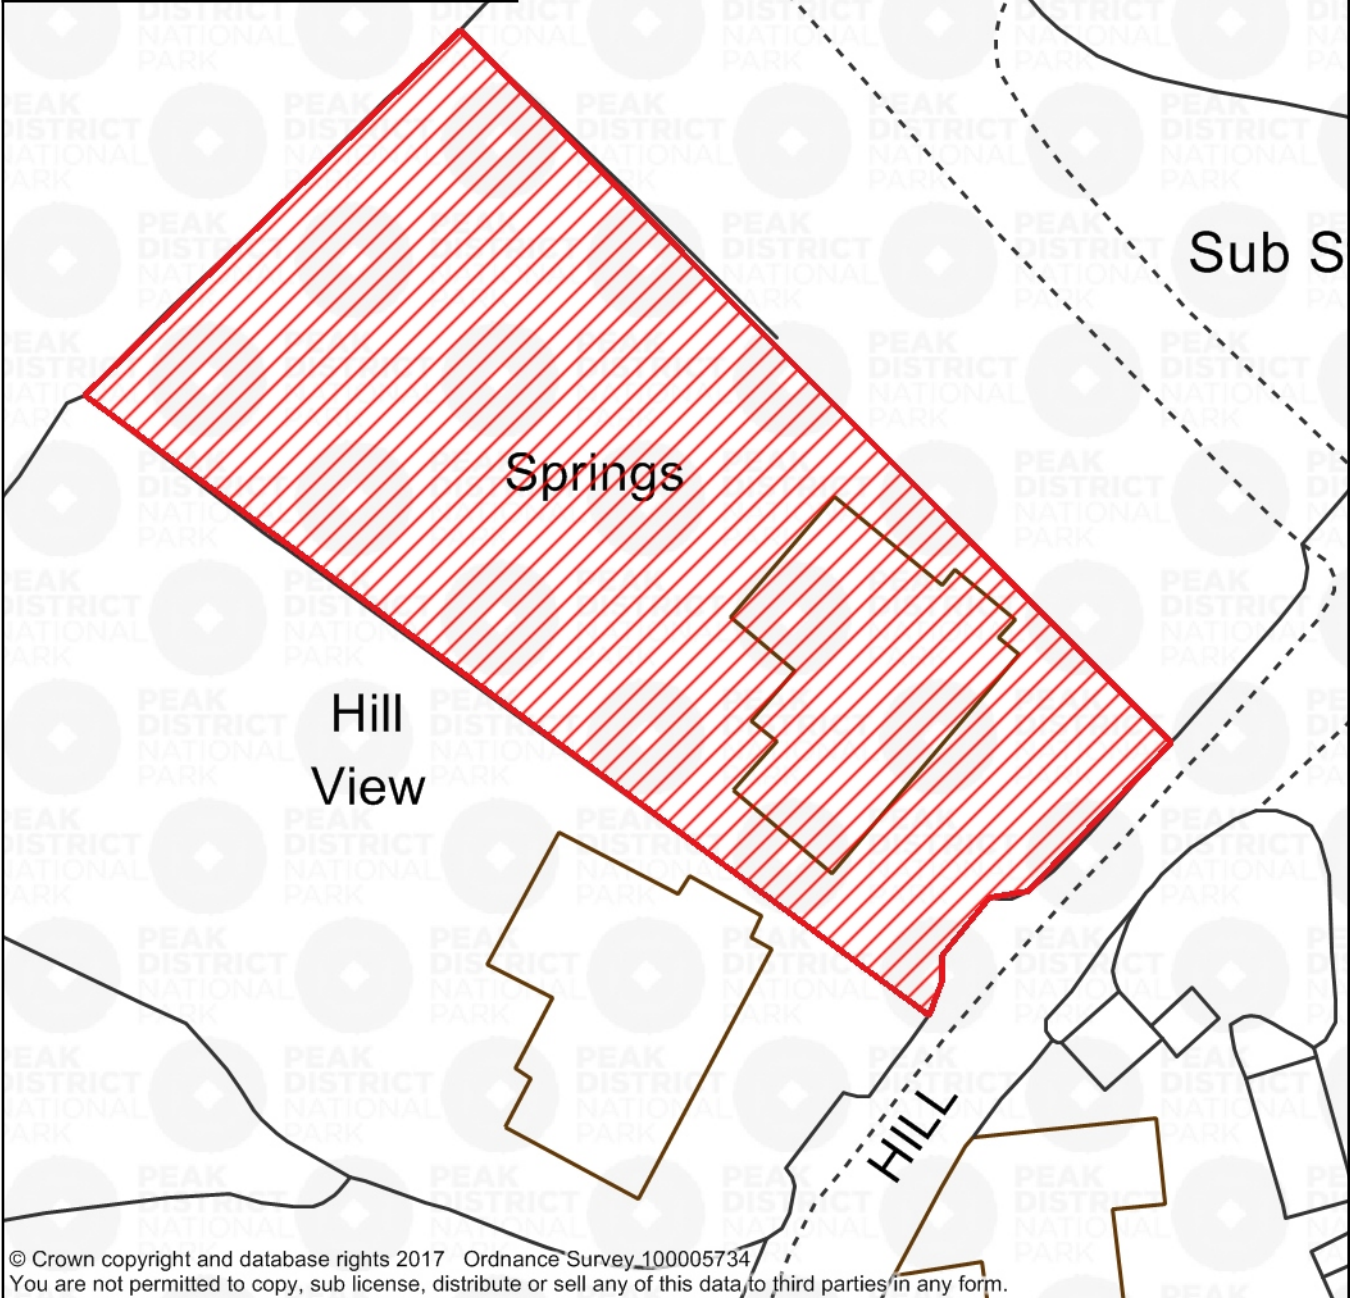 Sub S
Springs
Hill
View
HILL
© Crown copyright and database rights 2017 Ordnance Survey 100005734
You are not permitted to copy, sub license, distribute or sell any of this data to third parties in any form.
PEAK
DISTRICT
NATIONAL
PARK